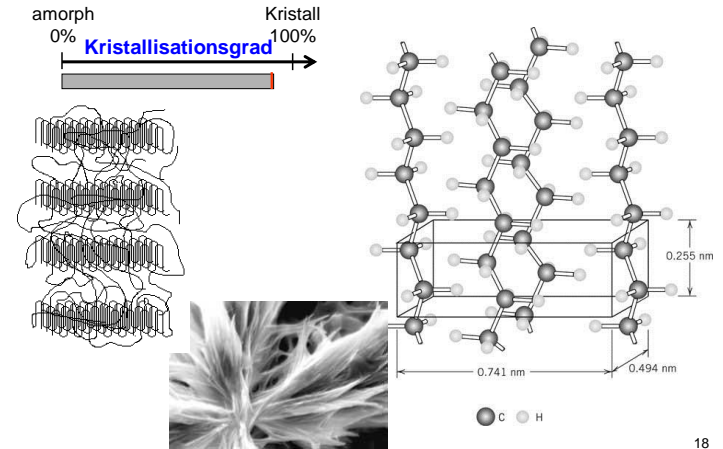 amorph
0%
Kristall
100%
Kristallisationsgrad
0.255 nm
0.741 nm
0.494 nm
C H
18